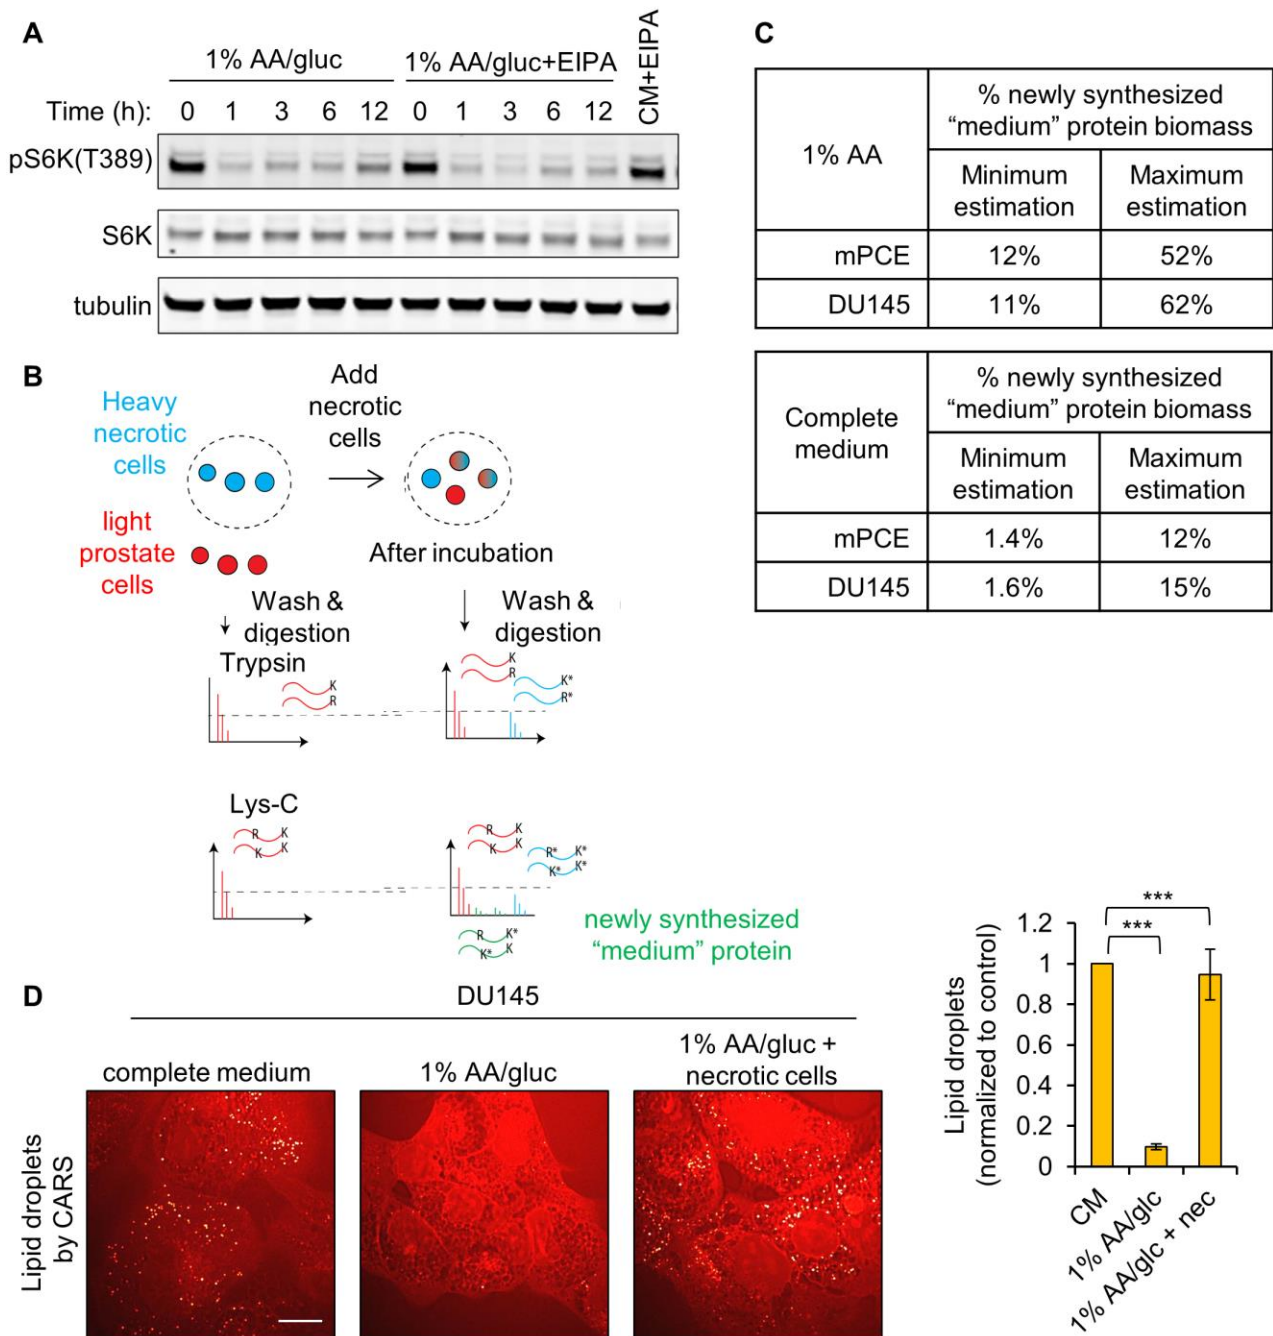 A
1% AA/gluc
1% AA/gluc+EIPA
CM+EIPA
Time (h): 0 1 3 6 12 0 1 3 6 12
pS6K(T389)
S6K
tubulin
B
Heavy
necrotic
cells
Add
necrotic
cells
light
prostate
cells
After incubation
Wash &
digestion
Wash &
digestion
Trypsin
K
R
K
R
K*
R*
Lys-C
R K
K K
R K
K K
R* K*
K* K*
R K*
K* K
newly synthesized
“medium” protein
C
1% AA
% newly synthesized
“medium” protein biomass
Minimum
estimation
Maximum
estimation
mPCE 12% 52%
DU145 11% 62%
Complete
medium
% newly synthesized
“medium” protein biomass
Minimum
estimation
Maximum
estimation
mPCE 1.4% 12%
DU145 1.6% 15%
D
DU145
complete medium
1% AA/gluc
1% AA/gluc +
necrotic cells
Lipid droplets
by CARS
Lipid droplets
(normalized to control)
1.2
1
0.8
0.6
0.4
0.2
0
***
***
CM
1% AA/glc
1% AA/glc + nec